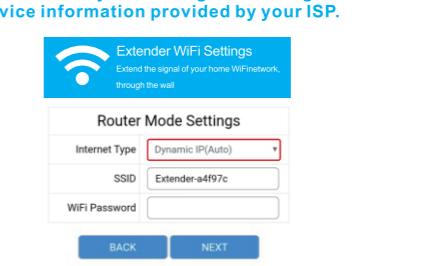 vice information provided by your ISP.
Extender WiFi Settings
Extend the signal of your home WiFinetwork,
through the wall
Router Mode Settings
Internet Type Dynamic IP(Auto)
SSID Extender-a4f97c
WiFi Password
BACK NEXT